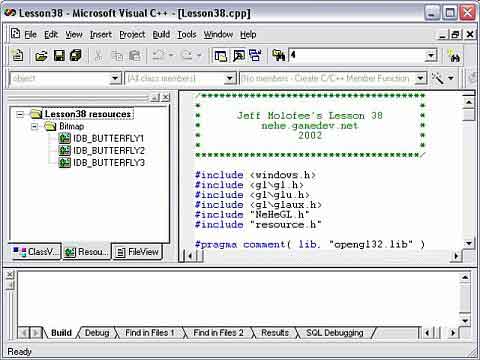 Lesson38 - Microsoft Visual C++ - [Lesson38.cpp]
File Edit View Insert Project Build Tools Window Help
4
object
(All class members)
(No members - Create C/C++ Member Function
Lesson38 resources
Bitmap
IDB_BUTTERFLY1
IDB_BUTTERFLY2
IDB_BUTTERFLY3
ClassV...
Resou...
FileView
/**************************************
* *
* Jeff Molofee's Lesson 38 *
* nehe.gamedev.net *
* 2002 *
* *
**************************************/
#include <windows.h>
#include <gl\gl.h>
#include <gl\glu.h>
#include <gl\glaux.h>
#include "NeHeGL.h"
#include "resource.h"
#pragma comment( lib, "opengl32.lib" )
Build Debug Find in Files 1 Find in Files 2 Results SQL Debugging
Ready